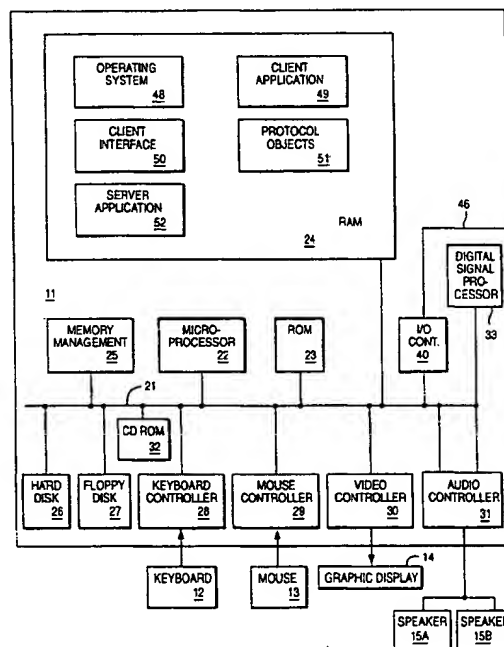 OPERATING
SYSTEM
48
CLIENT
APPLICATION
49
CLIENT
INTERFACE
50
PROTOCOL
OBJECTS
51
SERVER
APPLICATION
52
RAM
24
46
DIGITAL
SIGNAL
PRO-
CESSOR
33
11
MEMORY
MANAGEMENT
25
MICRO-
PROCESSOR
22
ROM
23
I/O
CONT.
40
21
CD ROM
32
HARD
DISK
26
FLOPPY
DISK
27
KEYBOARD
CONTROLLER
28
MOUSE
CONTROLLER
29
VIDEO
CONTROLLER
30
AUDIO
CONTROLLER
31
KEYBOARD
12
MOUSE
13
GRAPHIC DISPLAY
14
SPEAKER
15A
SPEAKER
15B